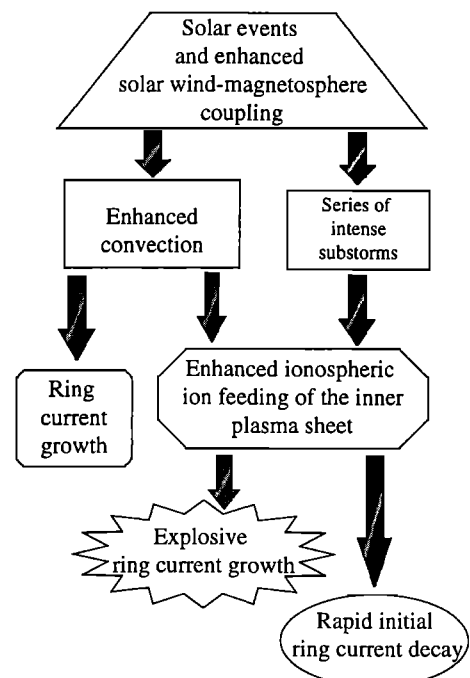 Solar events
and enhanced
solar wind-magnetosphere
coupling
Enhanced
convection
Series of
intense
substorms
Ring
current
growth
Enhanced ionospheric
ion feeding of the inner
plasma sheet
Explosive
ring current growth
Rapid initial
ring current decay